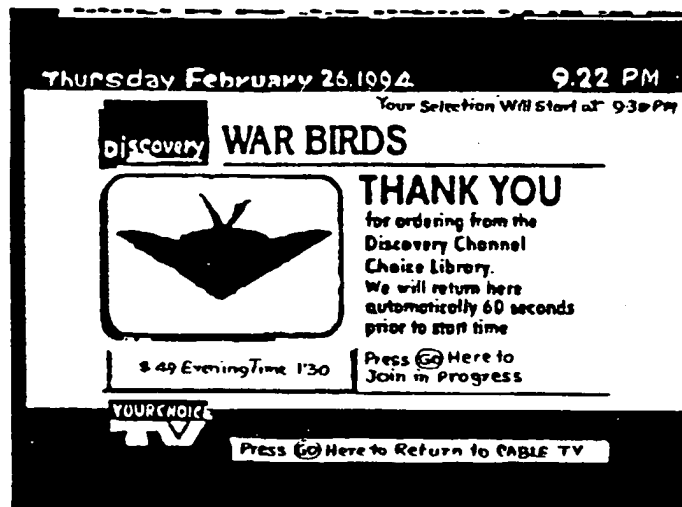 Thursday February 26.1994 9.22 PM
Your Selection Will Start at 9:30 PM
Discovery WAR BIRDS
THANK YOU
for ordering from the
Discovery Channel
Choice Library.
We will return here
automatically 60 seconds
prior to start time
$ 49 Evening Time 1'30
Press GO Here to
Join in Progress
YOUR CHOICE
TV
Press GO Here to Return to CABLE TV